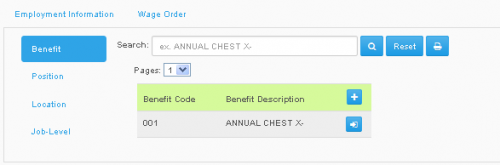 Employment Information Wage Order
Benefit
Position
Location
Job-Level
Search: ex. ANNUAL CHEST X- Reset
Pages: 1
Benefit Code Benefit Description
001 ANNUAL CHEST X-